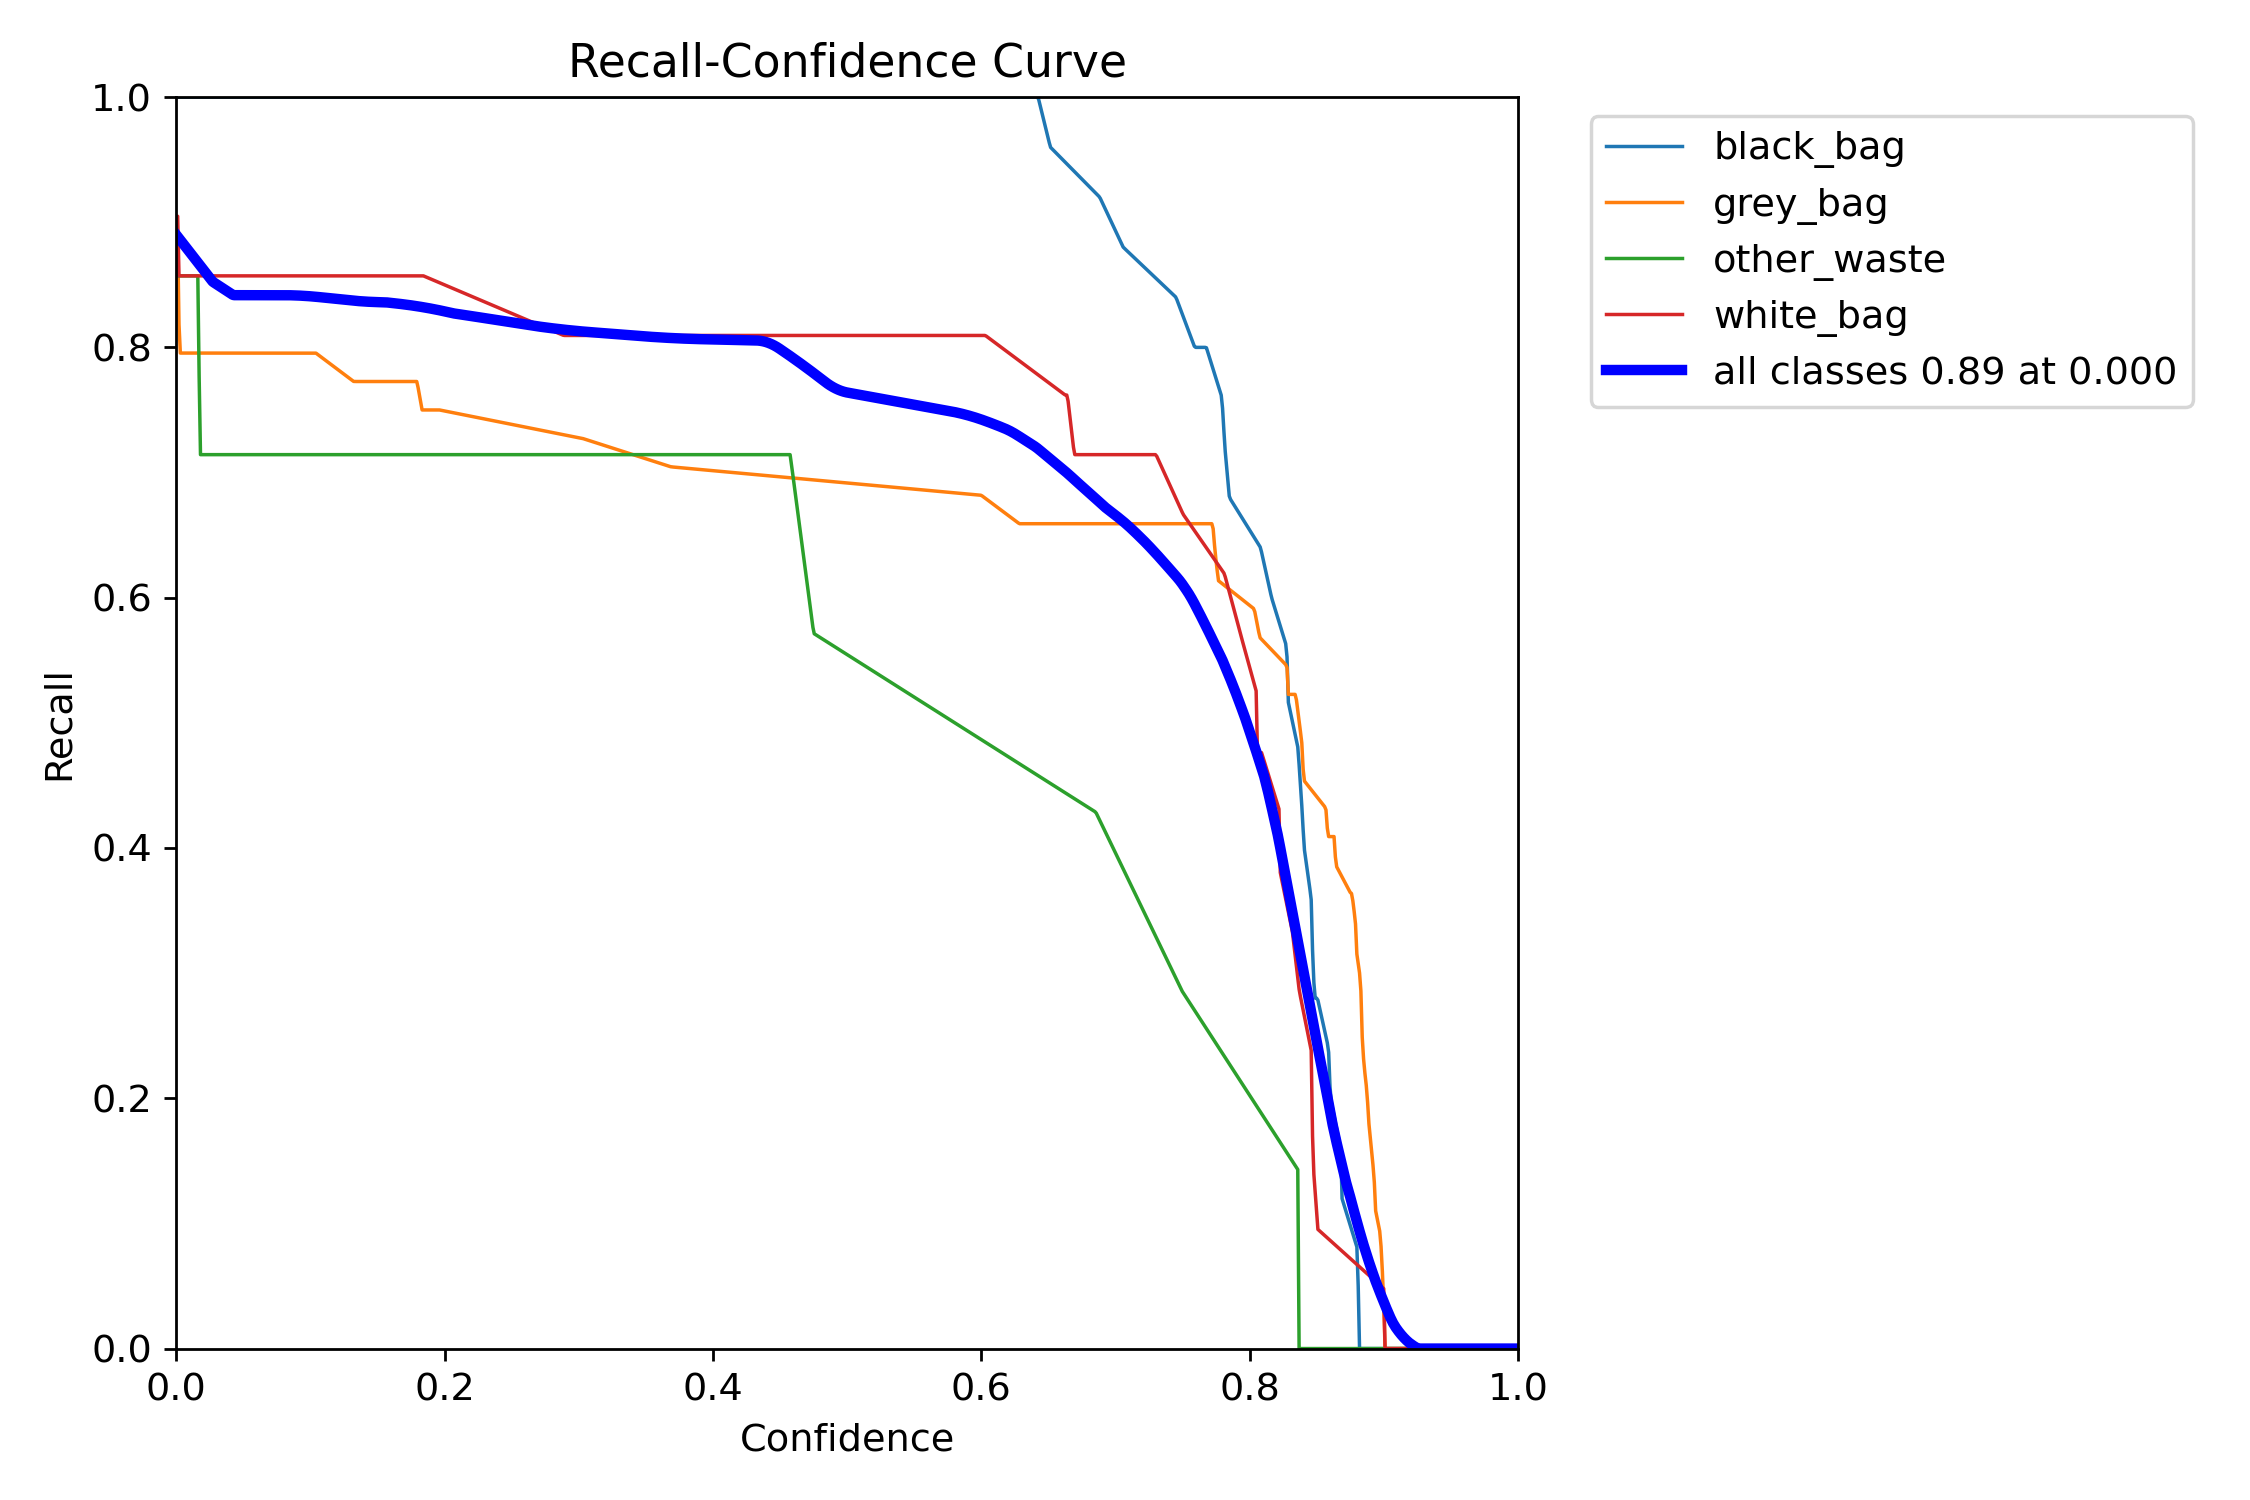 Recall-Confidence Curve
1.0
0.8
0.6
0.4
0.2
0.0
Recall
0.0 0.2 0.4 0.6 0.8 1.0
Confidence
black_bag
grey_bag
other_waste
white_bag
all classes 0.89 at 0.000